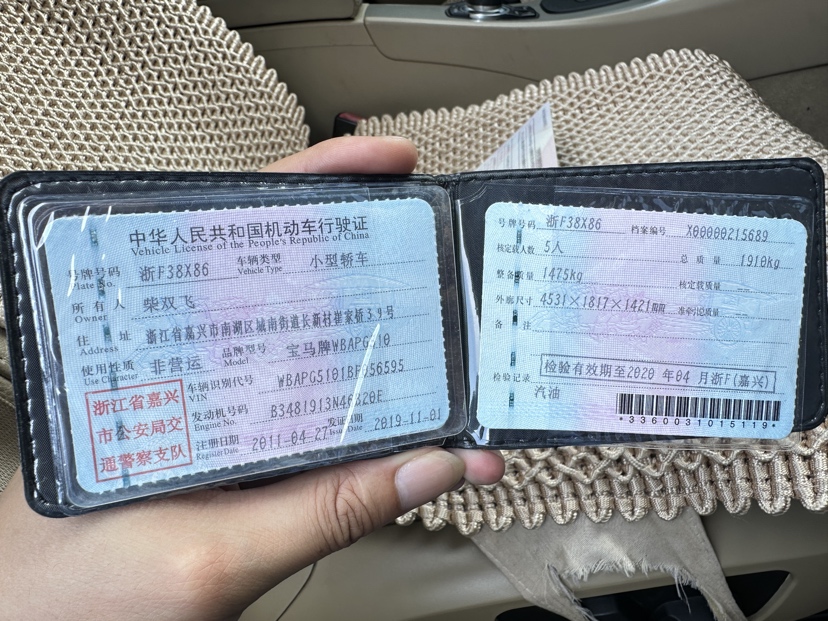 中华人民共和国机动车行驶证
Vehicle License of the People's Republic of China
号牌号码 浙F38X86 车辆类型 小型轿车
Plate No. Vehicle Type
所有人 柴双飞
Owner
住址 浙江省嘉兴市南湖区城南街道长新村崔家桥39号
Address
使用性质 非营运 品牌型号 宝马牌WBAPG510
Use Character Model
浙江省嘉兴
市公安局交
通警察支队
车辆识别代号
VIN
发动机号码
Engine No.
注册日期 2011-04-27 发证日期 2019-11-01
Register Date Issue Date
号牌号码 浙F38X86 档案编号 X00000215689
核定载人数 5人 总质量 1910kg
整备质量 1475kg 核定载质量 --
外廓尺寸 4531×1817×1421mm 准牵引总质量 --
备注
检验有效期至2020年04月浙F(嘉兴)
检验记录
汽油
*3360031015119*